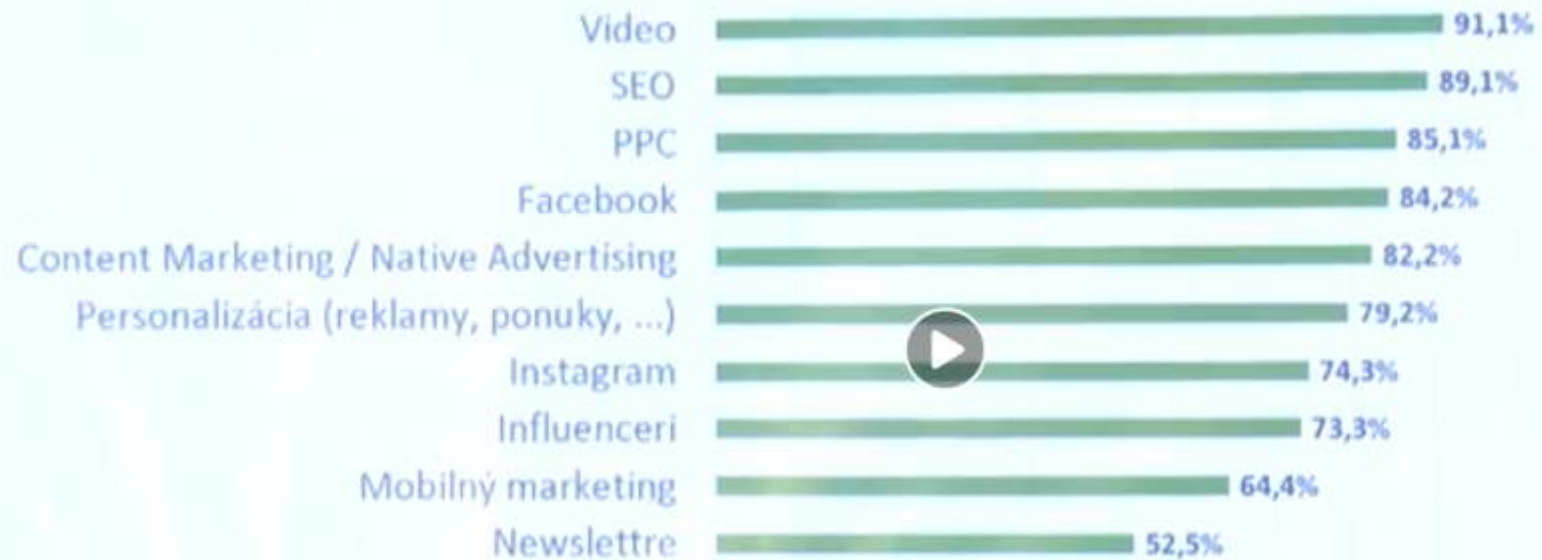 Video 91,1%
SEO 89,1%
PPC 85,1%
Facebook 84,2%
Content Marketing / Native Advertising 82,2%
Personalizácia (reklamy, ponuky, ...) 79,2%
Instagram 74,3%
Influenceri 73,3%
Mobilný marketing 64,4%
Newslettre 52,5%